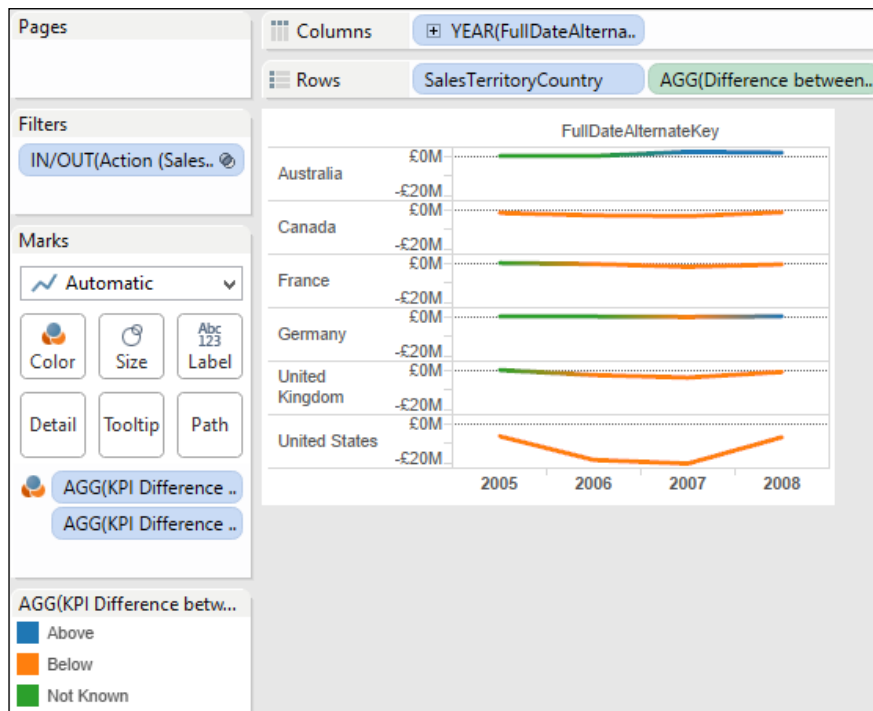 Pages
Columns
YEAR(FullDateAlterna..
Rows
SalesTerritoryCountry
AGG(Difference between..
Filters
IN/OUT(Action (Sales..
Marks
Automatic
Color
Size
Abc
123
Label
Detail
Tooltip
Path
AGG(KPI Difference ..
AGG(KPI Difference ..
AGG(KPI Difference betw...
Above
Below
Not Known
FullDateAlternateKey
Australia
£0M
-£20M
Canada
£0M
-£20M
France
£0M
-£20M
Germany
£0M
-£20M
United
Kingdom
£0M
-£20M
United States
£0M
-£20M
2005 2006 2007 2008